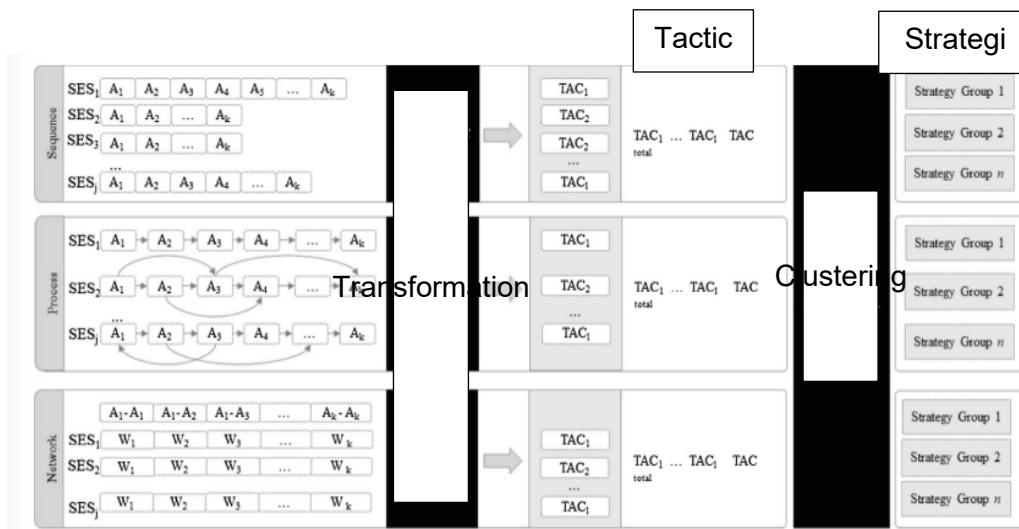 Tactic
Strategi
Sequence
SES1 A1 A2 A3 A4 A5 ... Ak
SES2 A1 A2 ... Ak
SES3 A1 A2 ... Ak
...
SESj A1 A2 A3 A4 ... Ak
TAC1
TAC2
TAC2
...
TAC1
TAC1 ... TAC1 TAC
total
Strategy Group 1
Strategy Group 2
Strategy Group n
Process
SES1 A1 A2 A3 A4 ... Ak
SES2 A1 A2 A3 A4 ...
...
SESj A1 A2 A3 A4 ... Ak
Transformation
TAC1
TAC2
...
TAC1
TAC1 ... TAC1 TAC
total
Clustering
Strategy Group 1
Strategy Group 2
Strategy Group n
Network
A1-A1 A1-A2 A1-A3 ... Ak-Ak
SES1 W1 W2 W3 ... Wk
SES2 W1 W2 W3 ... Wk
SESj W1 W2 W3 ... Wk
TAC1
TAC2
...
TAC1
TAC1 ... TAC1 TAC
total
Strategy Group 1
Strategy Group 2
Strategy Group n